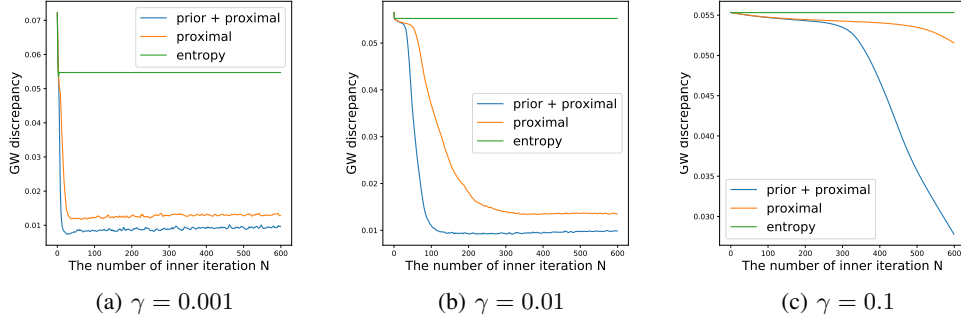 0.07
0.06
0.05
0.04
0.03
0.02
0.01
GW discrepancy
prior + proximal
proximal
entropy
0 100 200 300 400 500 600
The number of inner iteration N
(a) γ = 0.001
0.05
0.04
0.03
0.02
0.01
GW discrepancy
prior + proximal
proximal
entropy
0 100 200 300 400 500 600
The number of inner iteration N
(b) γ = 0.01
0.055
0.050
0.045
0.040
0.035
0.030
GW discrepancy
prior + proximal
proximal
entropy
0 100 200 300 400 500 600
The number of inner iteration N
(c) γ = 0.1